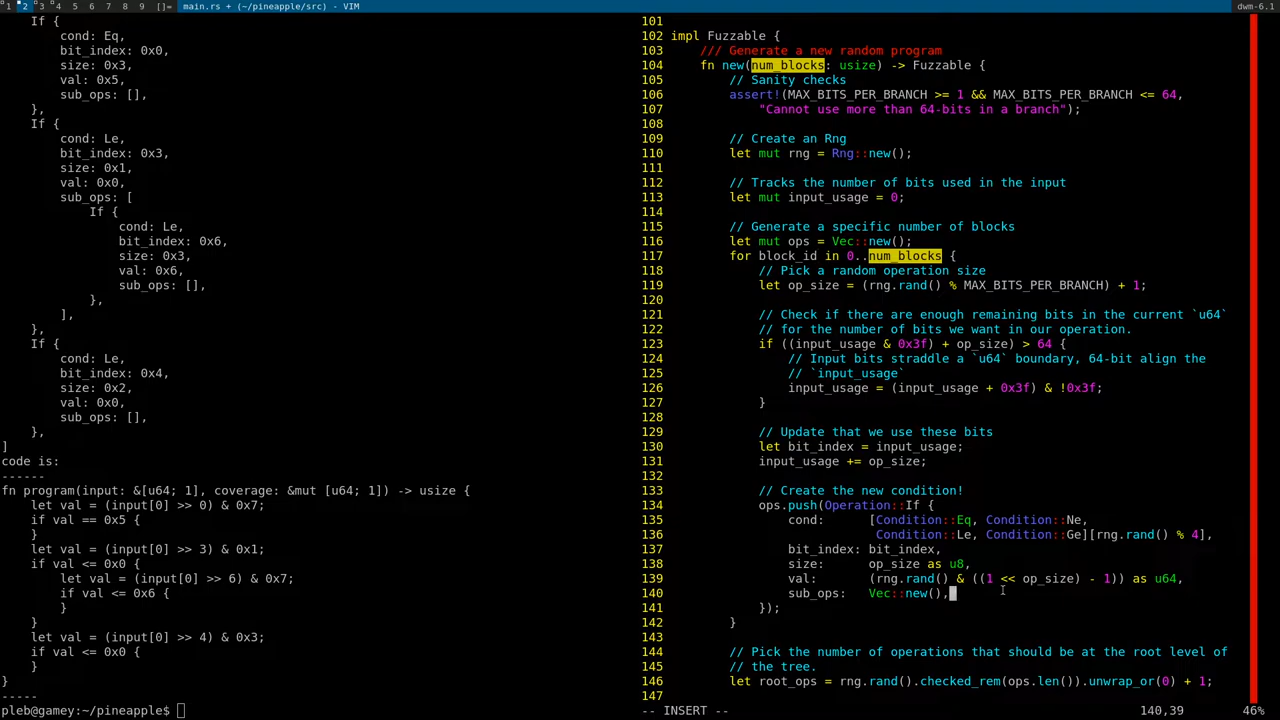 1 2 3 4 5 6 7 8 9 []= main.rs + (~/pineapple/src) - VIM dwm-6.1
    If {
        cond: Eq,
        bit_index: 0x0,
        size: 0x3,
        val: 0x5,
        sub_ops: [],
    },
    If {
        cond: Le,
        bit_index: 0x3,
        size: 0x1,
        val: 0x0,
        sub_ops: [
            If {
                cond: Le,
                bit_index: 0x6,
                size: 0x3,
                val: 0x6,
                sub_ops: [],
            },
        ],
    },
    If {
        cond: Le,
        bit_index: 0x4,
        size: 0x2,
        val: 0x0,
        sub_ops: [],
    },
]
code is:
------
fn program(input: &[u64; 1], coverage: &mut [u64; 1]) -> usize {
    let val = (input[0] >> 0) & 0x7;
    if val == 0x5 {
    }
    let val = (input[0] >> 3) & 0x1;
    if val <= 0x0 {
        let val = (input[0] >> 6) & 0x7;
        if val <= 0x6 {
        }
    }
    let val = (input[0] >> 4) & 0x3;
    if val <= 0x0 {
    }
}
-----
pleb@gamey:~/pineapple$
101
102 impl Fuzzable {
103     /// Generate a new random program
104     fn new(num_blocks: usize) -> Fuzzable {
105         // Sanity checks
106         assert!(MAX_BITS_PER_BRANCH >= 1 && MAX_BITS_PER_BRANCH <= 64,
107             "Cannot use more than 64-bits in a branch");
108
109         // Create an Rng
110         let mut rng = Rng::new();
111
112         // Tracks the number of bits used in the input
113         let mut input_usage = 0;
114
115         // Generate a specific number of blocks
116         let mut ops = Vec::new();
117         for block_id in 0..num_blocks {
118             // Pick a random operation size
119             let op_size = (rng.rand() % MAX_BITS_PER_BRANCH) + 1;
120
121             // Check if there are enough remaining bits in the current `u64`
122             // for the number of bits we want in our operation.
123             if ((input_usage & 0x3f) + op_size) > 64 {
124                 // Input bits straddle a `u64` boundary, 64-bit align the
125                 // `input_usage`
126                 input_usage = (input_usage + 0x3f) & !0x3f;
127             }
128
129             // Update that we use these bits
130             let bit_index = input_usage;
131             input_usage += op_size;
132
133             // Create the new condition!
134             ops.push(Operation::If {
135                 cond:      [Condition::Eq, Condition::Ne,
136                             Condition::Le, Condition::Ge][rng.rand() % 4],
137                 bit_index: bit_index,
138                 size:      op_size as u8,
139                 val:       (rng.rand() & ((1 << op_size) - 1)) as u64,
140                 sub_ops:   Vec::new(),
141             });
142         }
143
144         // Pick the number of operations that should be at the root level of
145         // the tree.
146         let root_ops = rng.rand().checked_rem(ops.len()).unwrap_or(0) + 1;
147
-- INSERT -- 140,39 46%